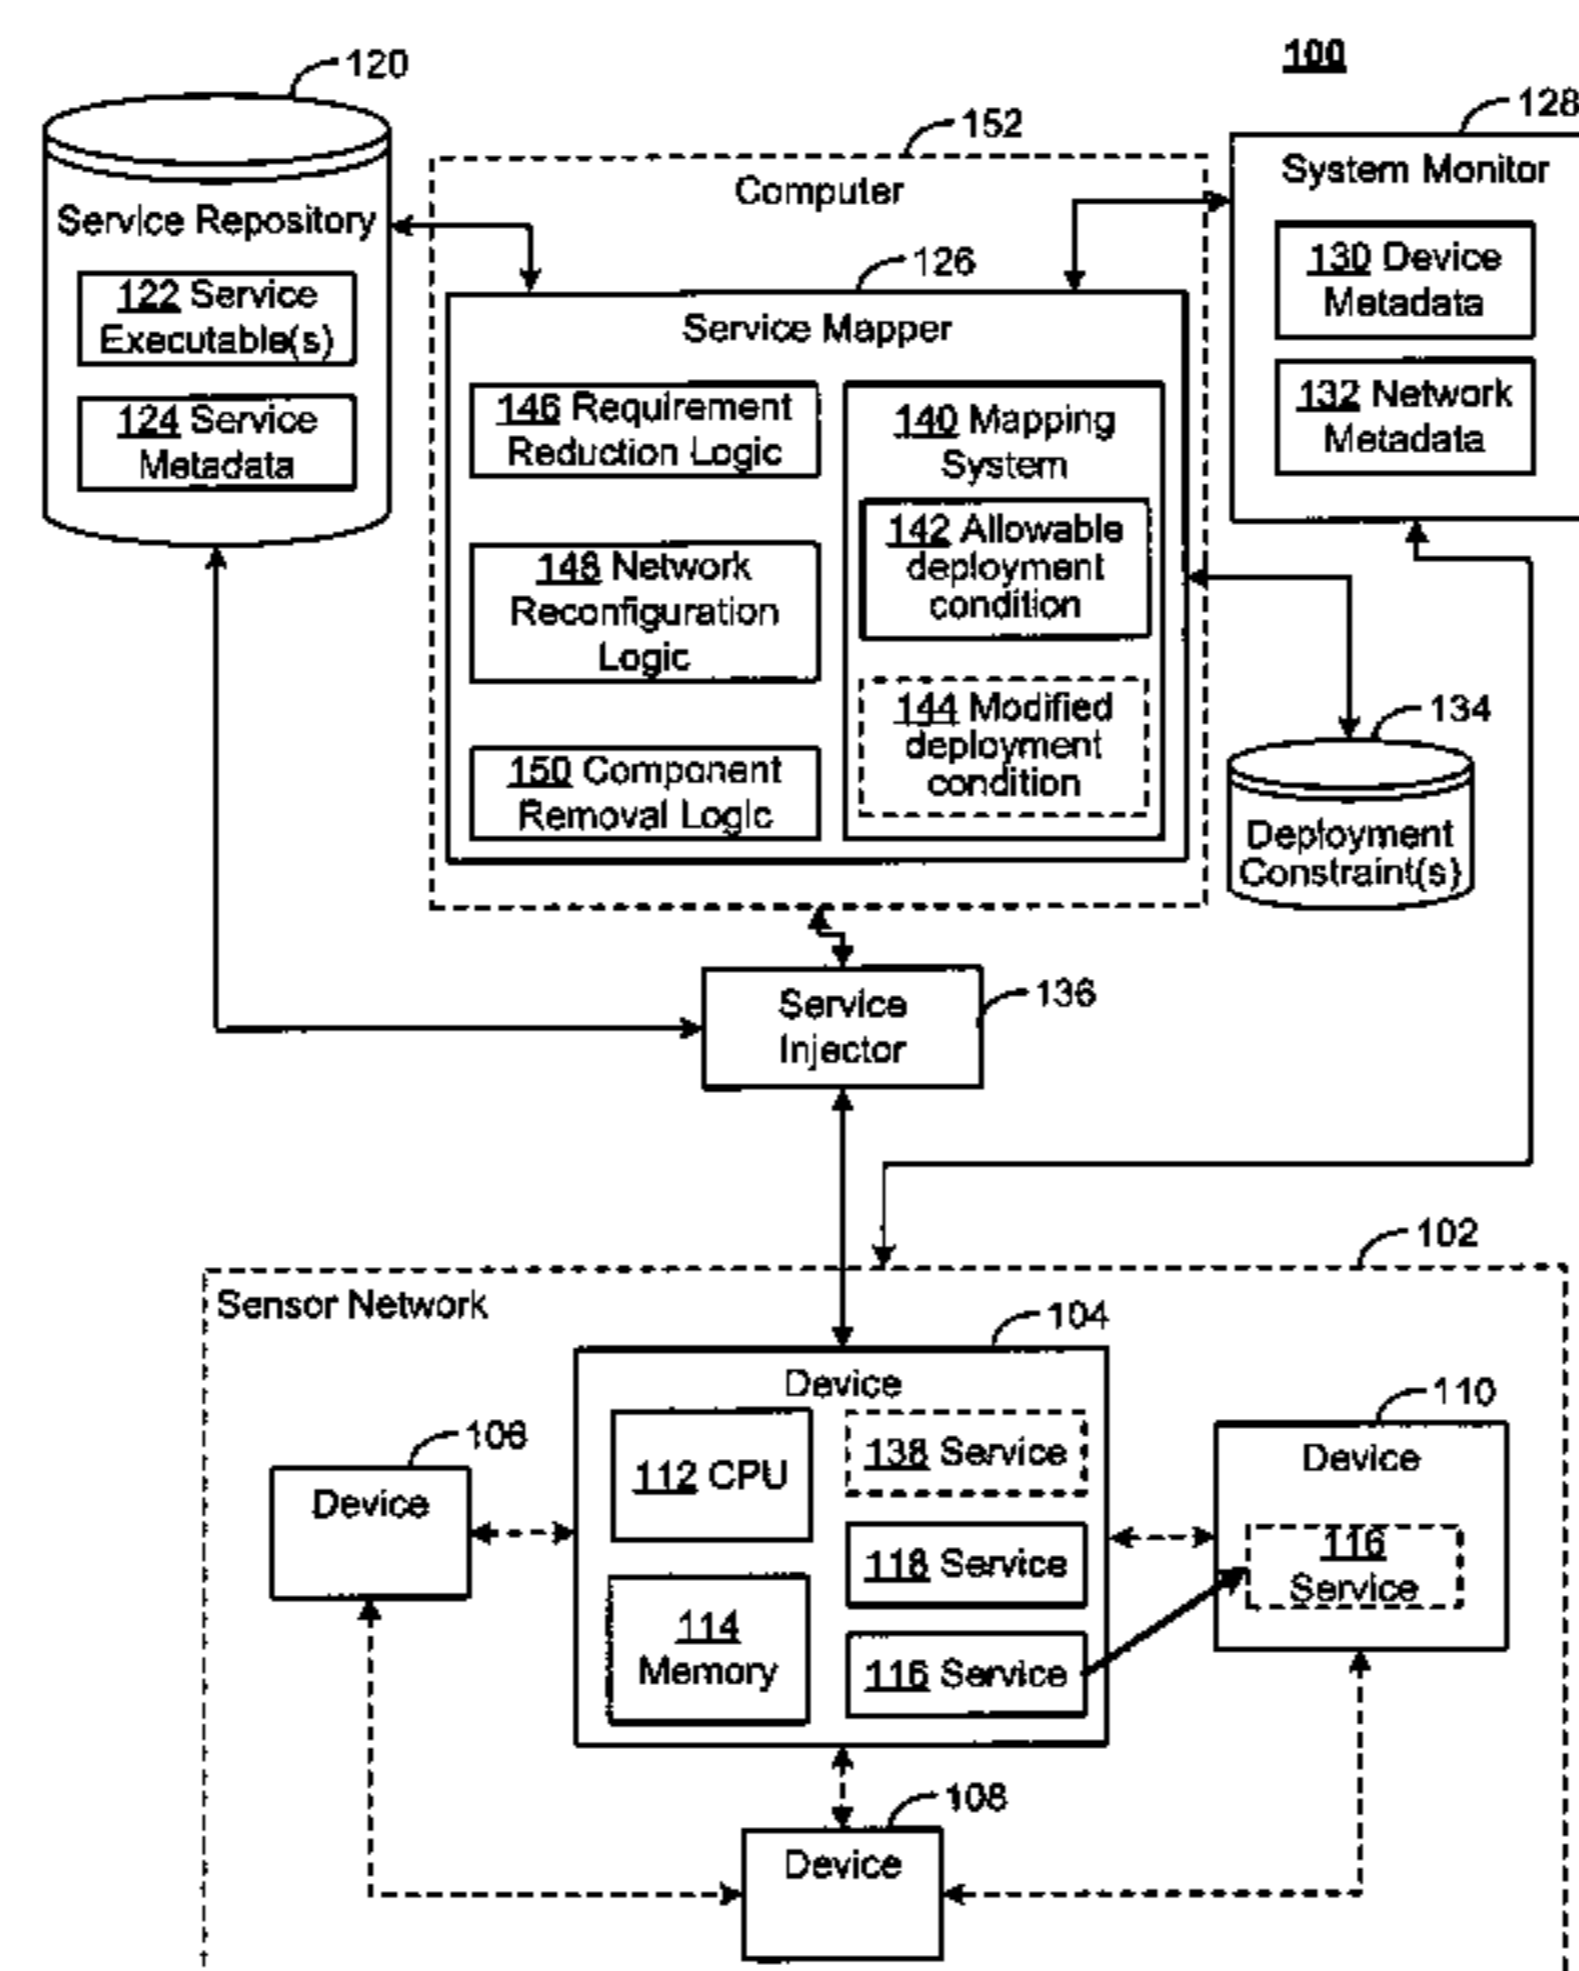 100
120
Service Repository
122 Service
Executable(s)
124 Service
Metadata
152
Computer
126
Service Mapper
146 Requirement
Reduction Logic
148 Network
Reconfiguration
Logic
150 Component
Removal Logic
140 Mapping
System
142 Allowable
deployment
condition
144 Modified
deployment
condition
128
System Monitor
130 Device
Metadata
132 Network
Metadata
134
Deployment
Constraint(s)
Service
Injector
136
102
Sensor Network
104
Device
112 CPU
114
Memory
138 Service
118 Service
116 Service
106
Device
110
Device
116
Service
108
Device